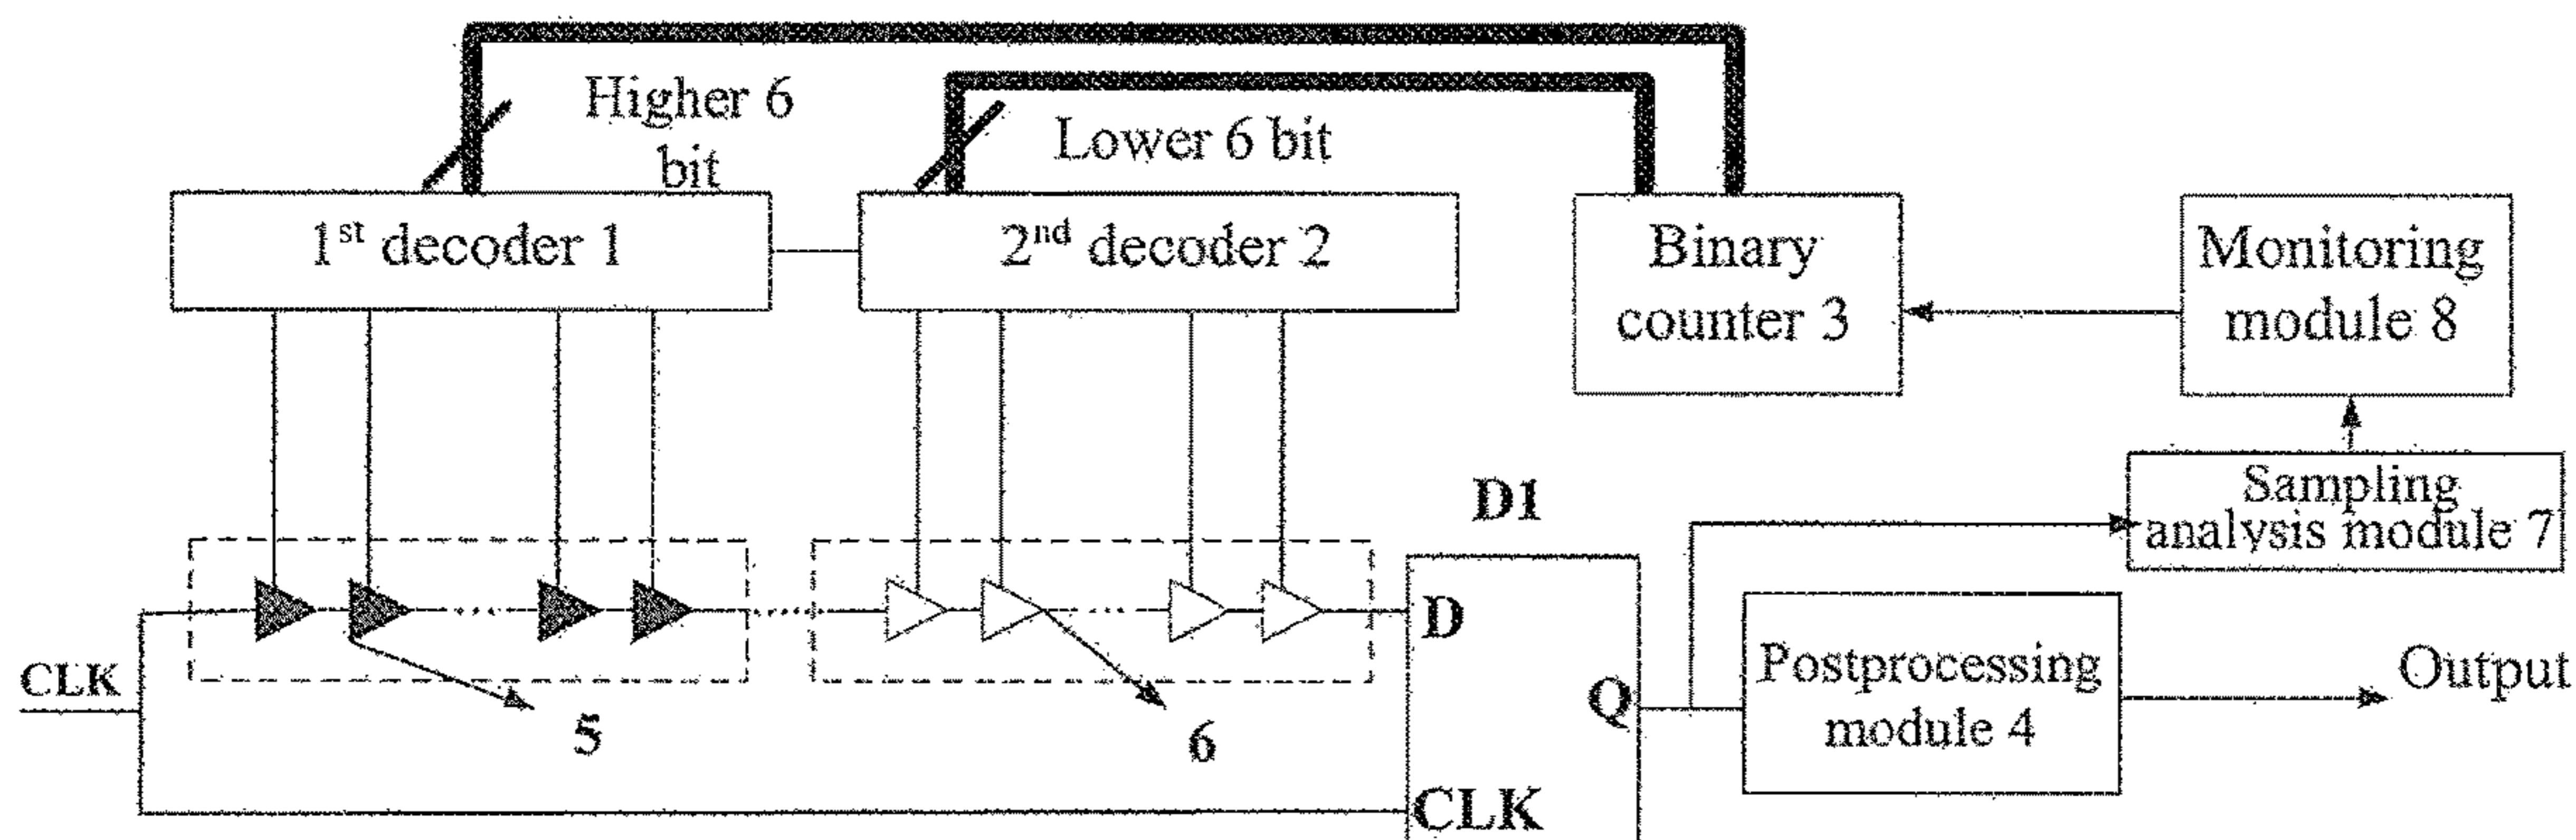 Higher 6
bit
Lower 6 bit
1st decoder 1
2nd decoder 2
Binary
counter 3
Monitoring
module 8
Sampling
analysis module 7
D1
D
Q
CLK
CLK
5
6
Postprocessing
module 4
Output